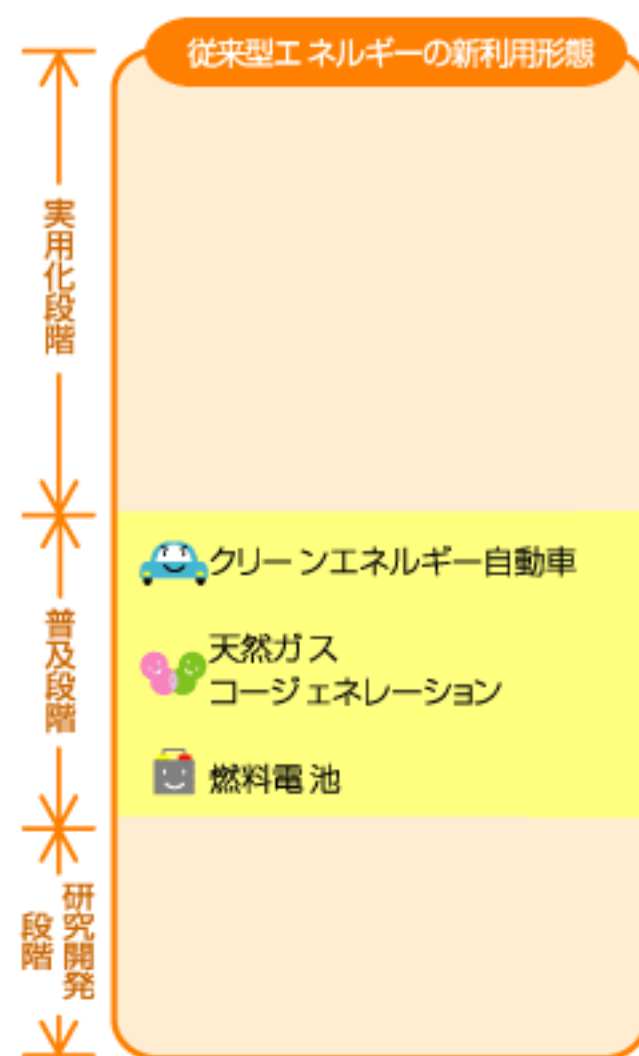 従来型エネルギーの新利用形態
実用化段階
クリーンエネルギー自動車
天然ガス
コージェネレーション
燃料電池
普及段階
研究開発
段階